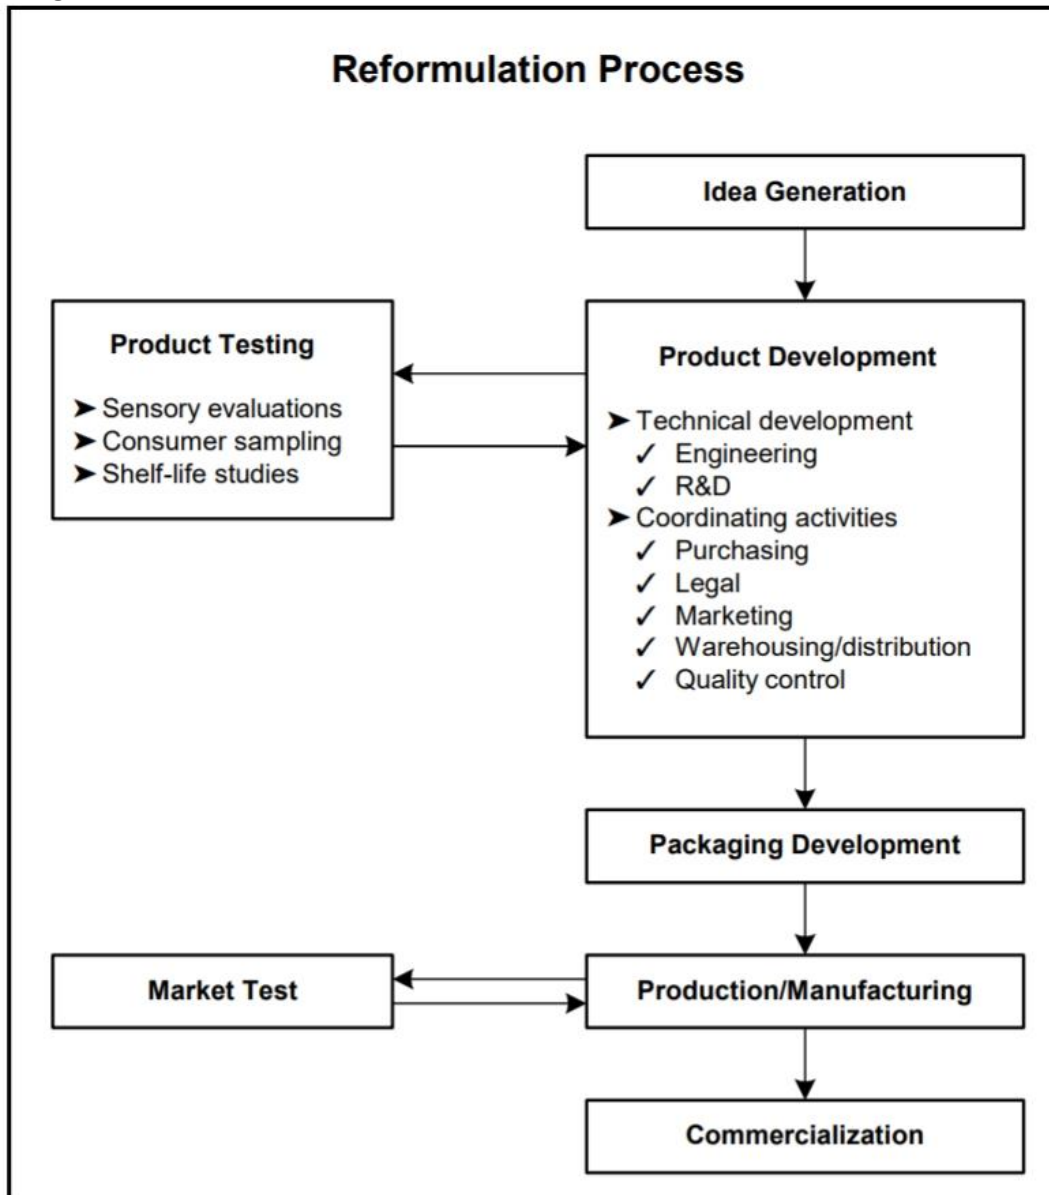 Reformulation Process
Idea Generation
Product Testing
➤ Sensory evaluations
➤ Consumer sampling
➤ Shelf-life studies
Product Development
➤ Technical development
✓ Engineering
✓ R&D
➤ Coordinating activities
✓ Purchasing
✓ Legal
✓ Marketing
✓ Warehousing/distribution
✓ Quality control
Packaging Development
Market Test
Production/Manufacturing
Commercialization